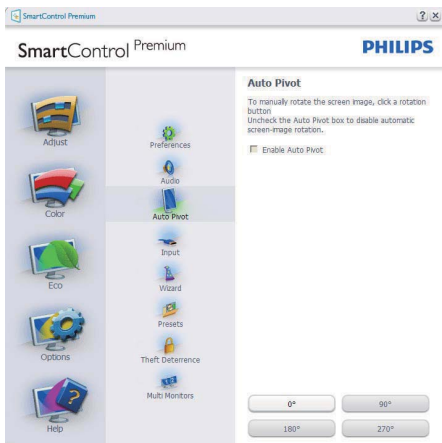 SmartControl Premium
? X
SmartControl Premium
PHILIPS
Adjust
Color
Eco
Options
Help
Preferences
Audio
Auto Pivot
Input
Wizard
Presets
Theft Deterrence
Multi Monitors
Auto Pivot
To manually rotate the screen image, click a rotation
button
Uncheck the Auto Pivot box to disable automatic
screen-image rotation.
Enable Auto Pivot
0°
90°
180°
270°